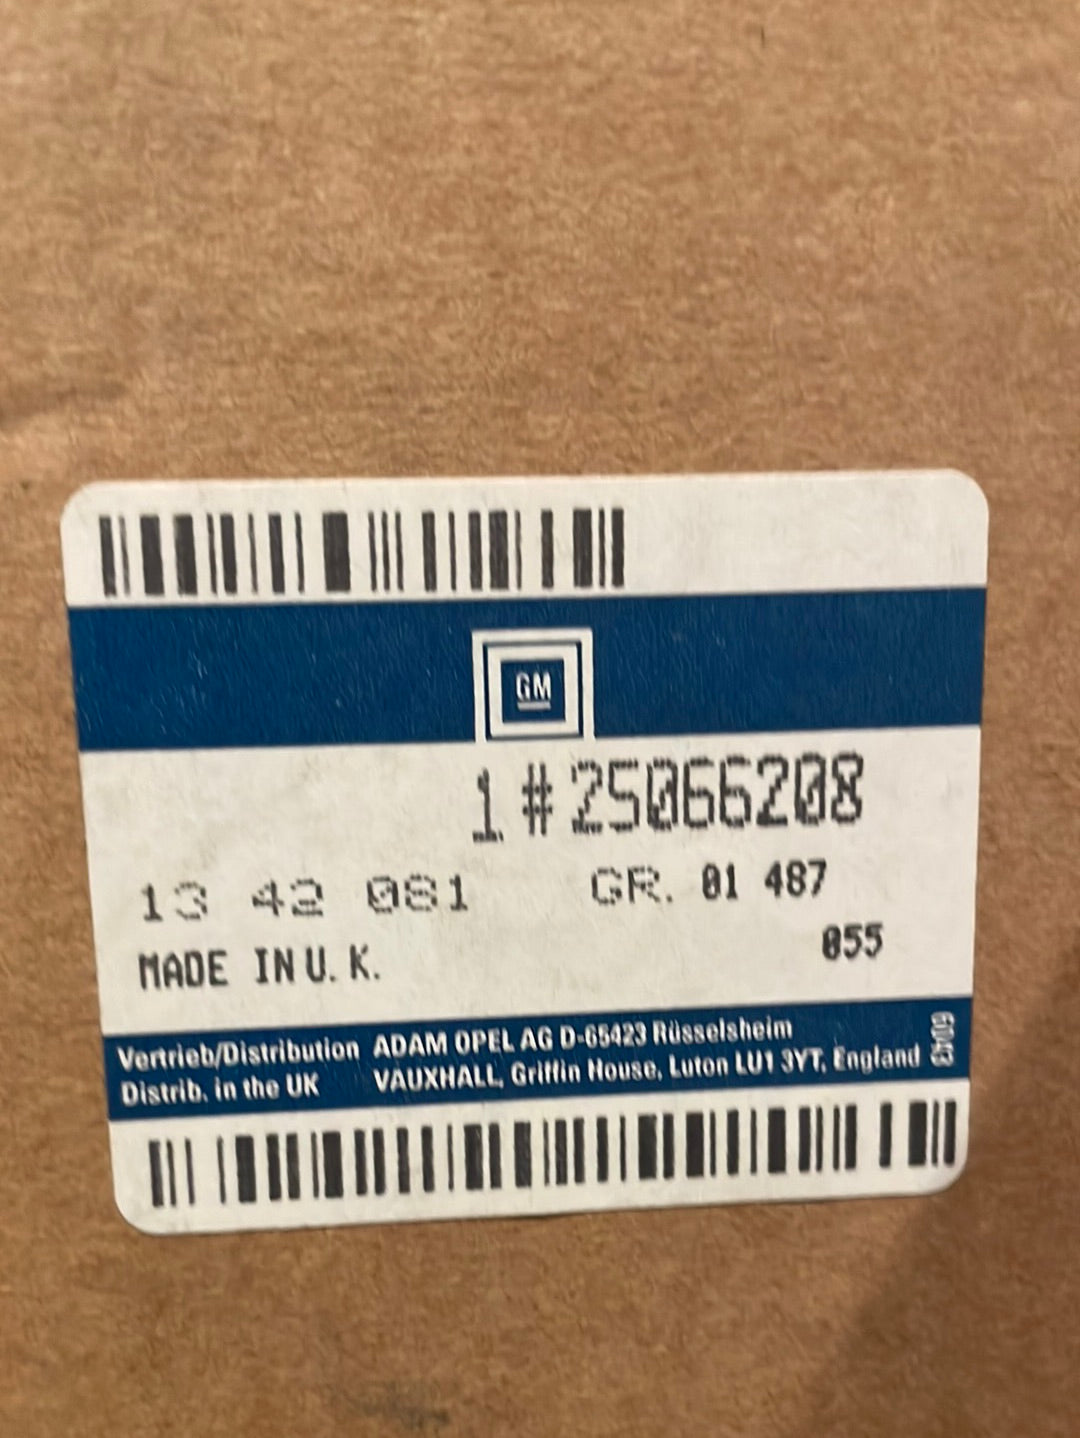 GM
1 #25066208
13 42 081 GR. 01 487
MADE IN U. K. 055
Vertrieb/Distribution ADAM OPEL AG D-65423 Rüsselsheim
Distrib. in the UK VAUXHALL, Griffin House, Luton LU1 3YT, England
6043